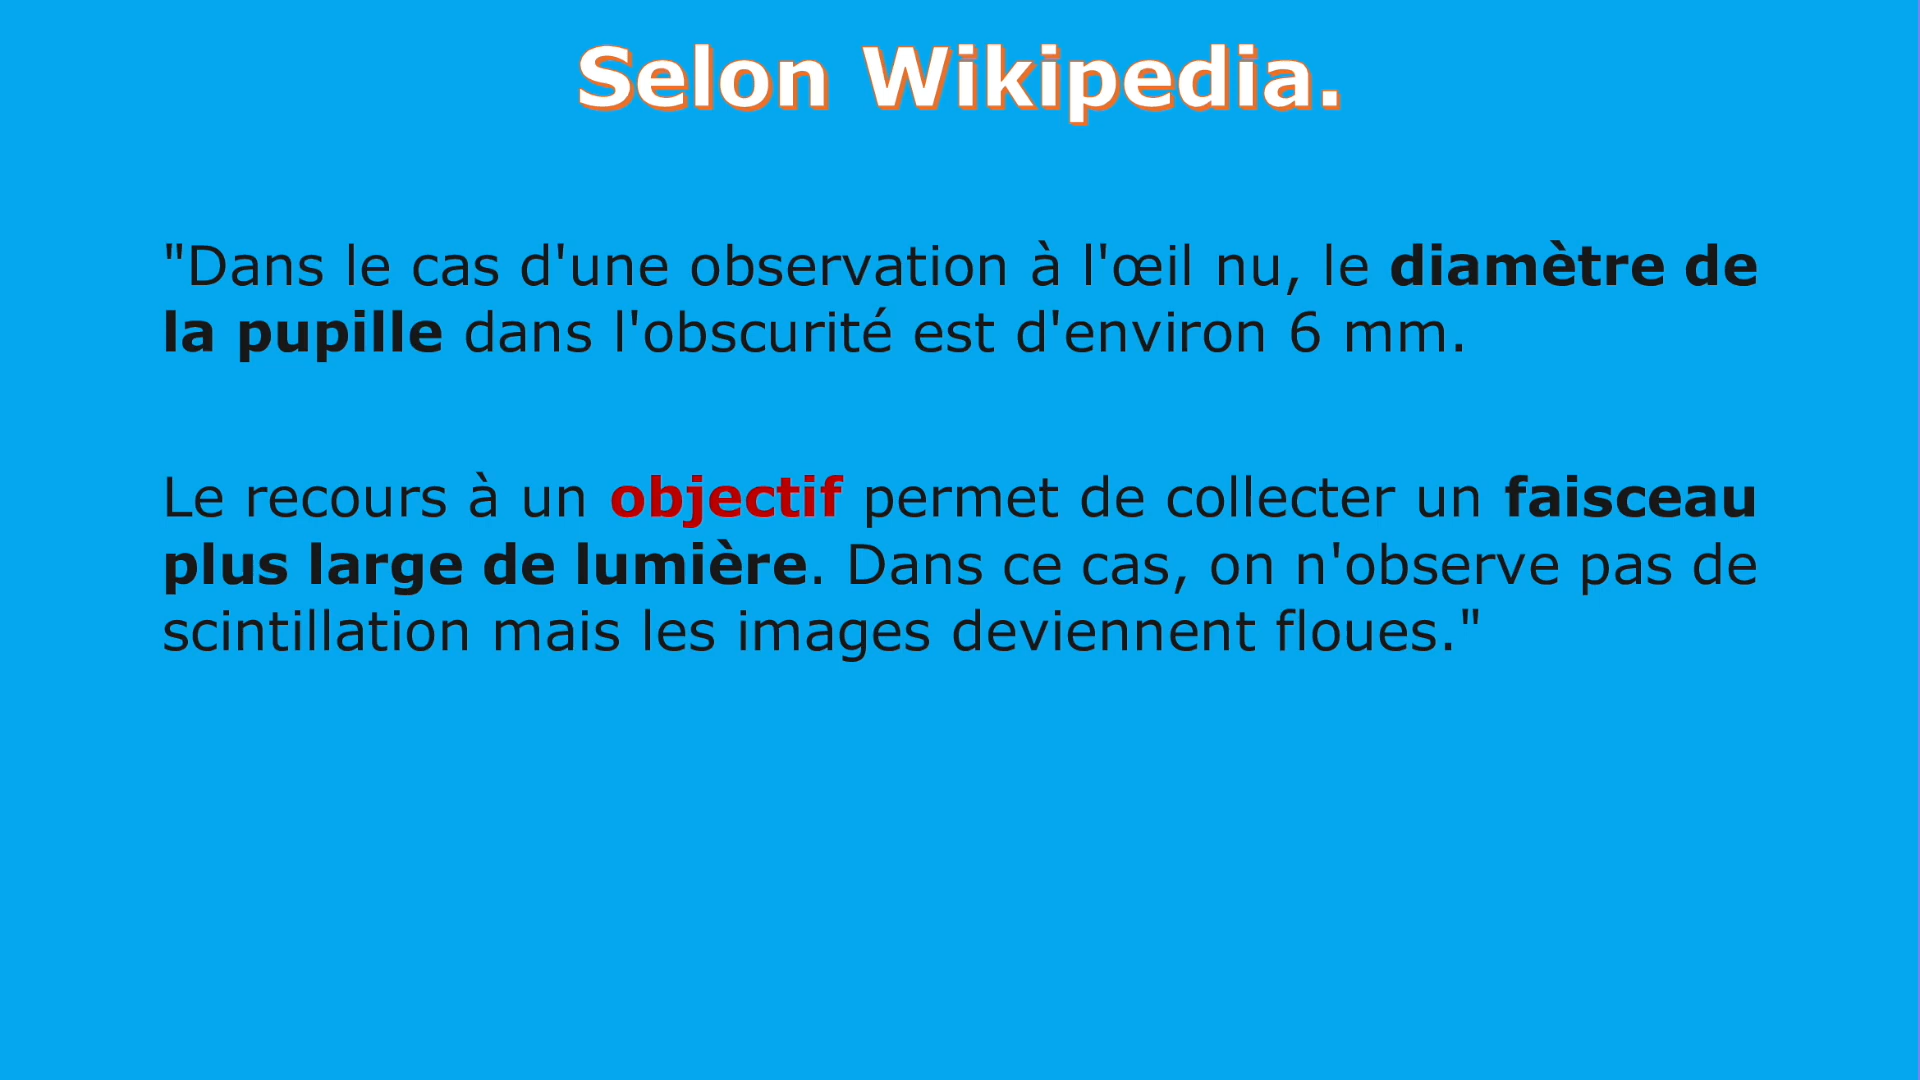 Selon Wikipedia.
"Dans le cas d'une observation à l'œil nu, le diamètre de
la pupille dans l'obscurité est d'environ 6 mm.
Le recours à un objectif permet de collecter un faisceau
plus large de lumière. Dans ce cas, on n'observe pas de
scintillation mais les images deviennent floues."